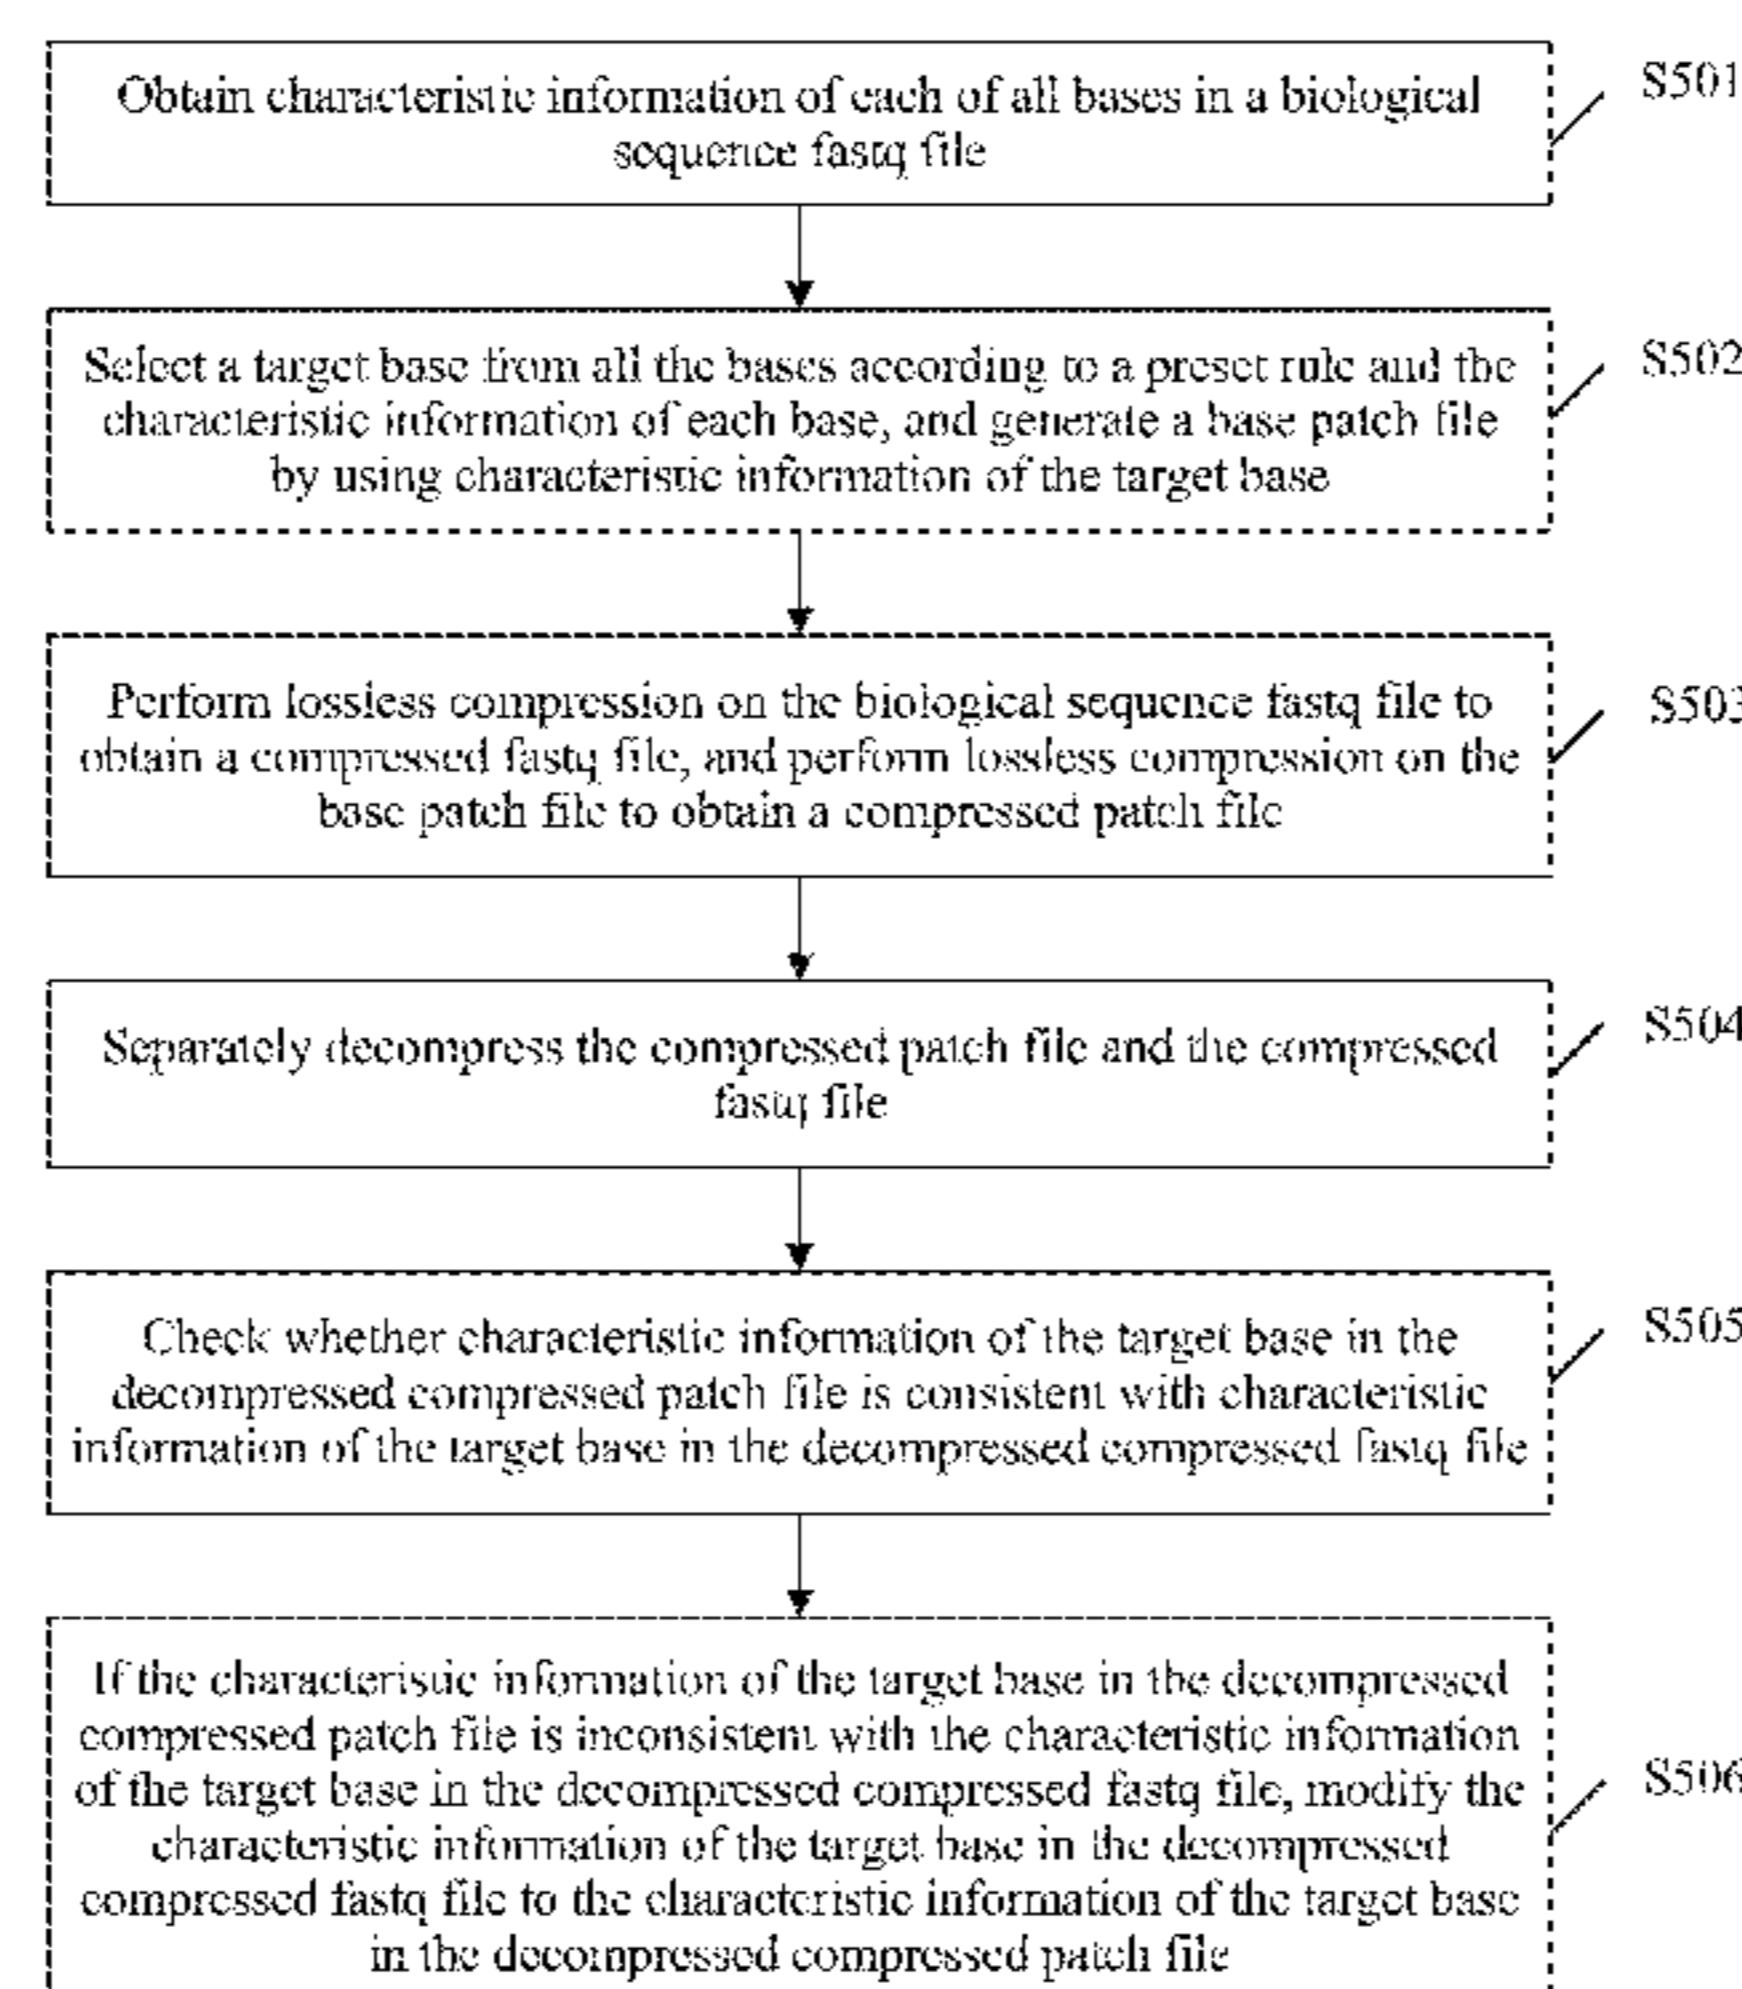 Obtain characteristic information of each of all bases in a biological
sequence fastq file
S501
Select a target base from all the bases according to a preset rule and the
characteristic information of each base, and generate a base patch file
by using characteristic information of the target base
S502
Perform lossless compression on the biological sequence fastq file to
obtain a compressed fastq file, and perform lossless compression on the
base patch file to obtain a compressed patch file
S503
Separately decompress the compressed patch file and the compressed
fastq file
S504
Check whether characteristic information of the target base in the
decompressed compressed patch file is consistent with characteristic
information of the target base in the decompressed compressed fastq file
S505
If the characteristic information of the target base in the decompressed
compressed patch file is inconsistent with the characteristic information
of the target base in the decompressed compressed fastq file, modify the
characteristic information of the target base in the decompressed
compressed fastq file to the characteristic information of the target base
in the decompressed compressed patch file
S506